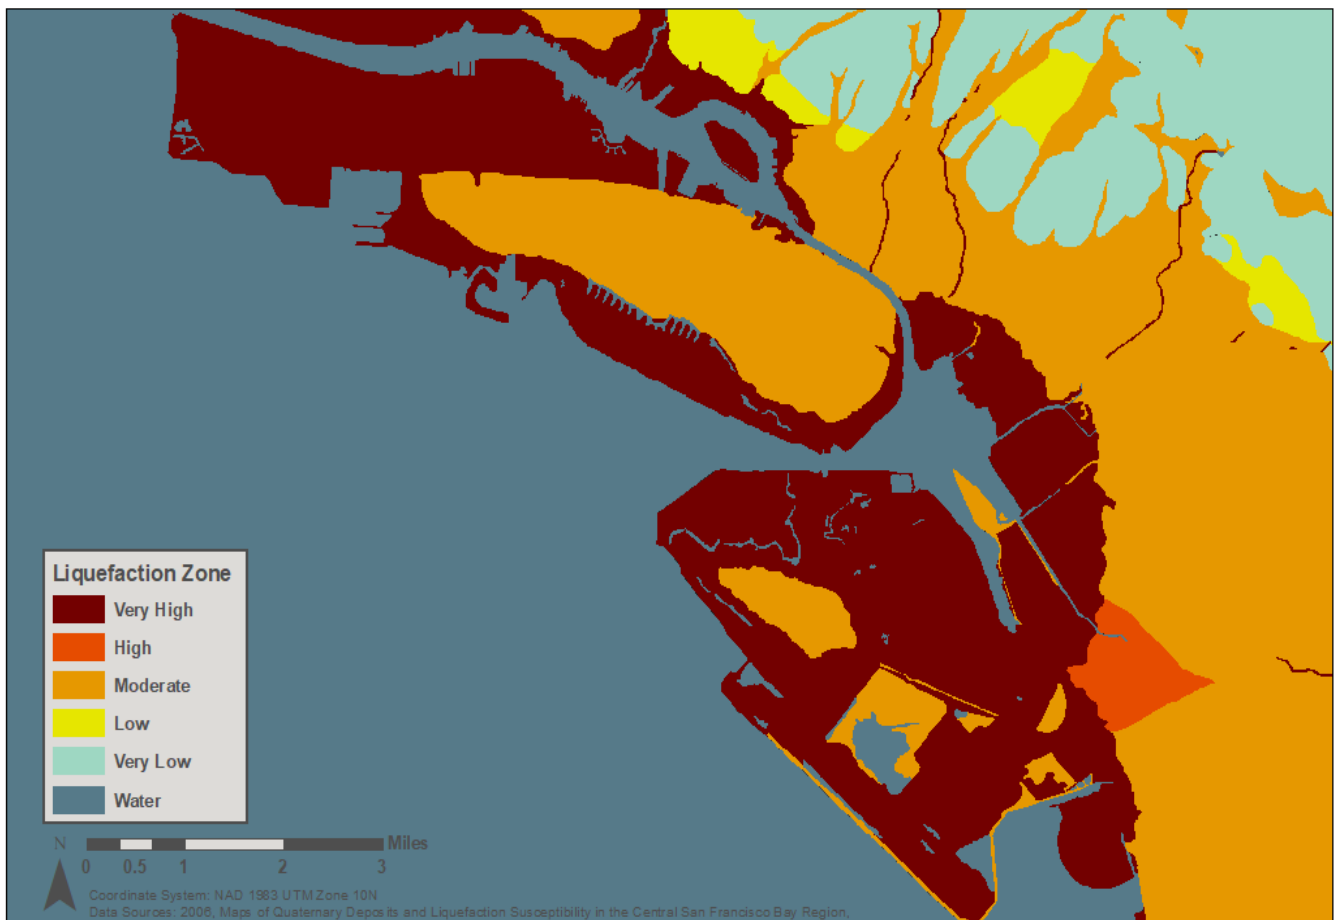 Liquefaction Zone
Very High
High
Moderate
Low
Very Low
Water
N
Miles
0 0.5 1 2 3
Coordinate System: NAD 1983 UTM Zone 10N
Data Sources: 2006, Maps of Quaternary Deposits and Liquefaction Susceptibility in the Central San Francisco Bay Region,